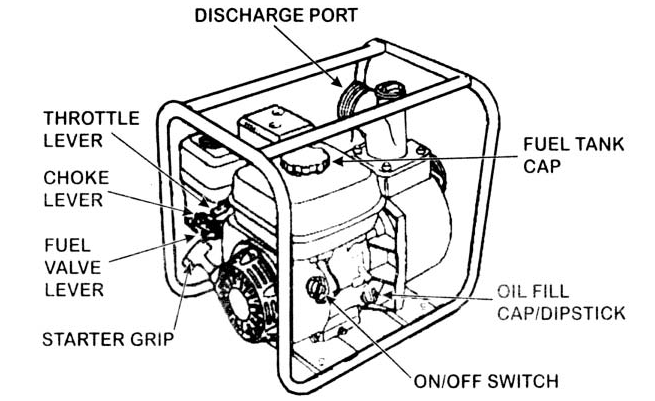 DISCHARGE PORT
THROTTLE
LEVER
CHOKE
LEVER
FUEL
VALVE
LEVER
STARTER GRIP
FUEL TANK
CAP
OIL FILL
CAP/DIPSTICK
ON/OFF SWITCH